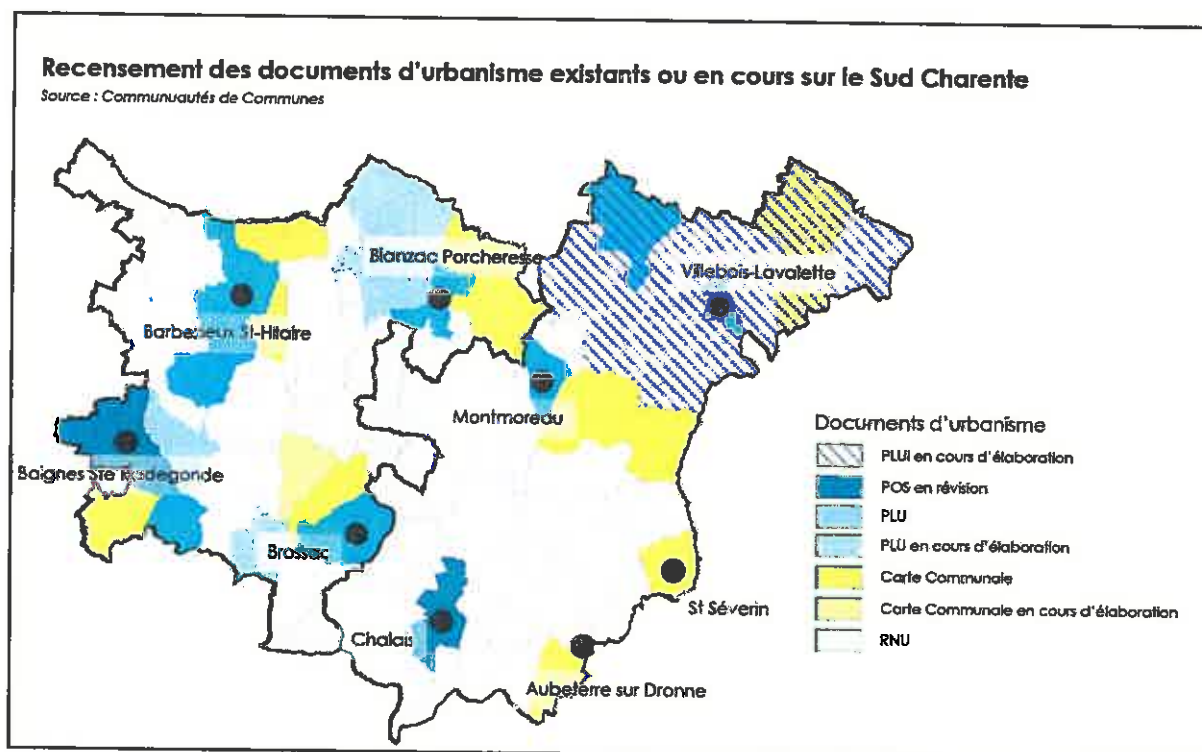 Recensement des documents d'urbanisme existants ou en cours sur le Sud Charente
Source : Communuautés de Communes
Blanzac Porcheresse
Villebois-Lavalette
Barbezieux St-Hilaire
Montmoreau
Baignes Ste Radegonde
Brossac
Chalais
St Séverin
Aubeterre sur Dronne
Documents d'urbanisme
PLUI en cours d'élaboration
POS en révision
PLU
PLU en cours d'élaboration
Carte Communale
Carte Communale en cours d'élaboration
RNU